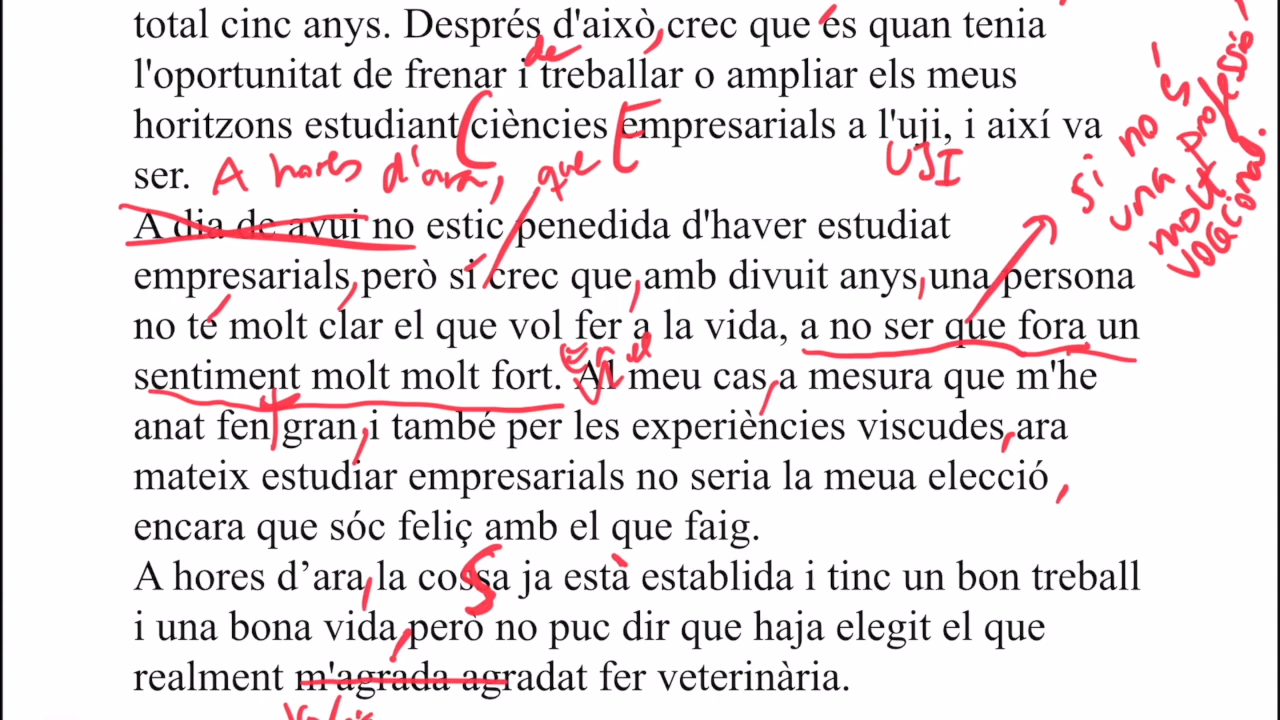 total cinc anys. Després d'això, crec que és quan tenia
de
l'oportunitat de frenar i treballar o ampliar els meus
horitzons estudiant ciències empresarials a l'uji, i així va
C E UJI
ser. A hores d'ara, que
A dia de avui no estic penedida d'haver estudiat
empresarials, però sí crec que, amb divuit anys, una persona
no té molt clar el que vol fer a la vida, a no ser que fora un
si no és una professió molt vocacional.
En el
sentiment molt molt fort. Al meu cas, a mesura que m'he
anat fent gran, i també per les experiències viscudes, ara
mateix estudiar empresarials no seria la meua elecció,
encara que sóc feliç amb el que faig.
A hores d’ara, la cossa ja està establida i tinc un bon treball
s
i una bona vida, però no puc dir que haja elegit el que
realment m'agrada agradat fer veterinària.